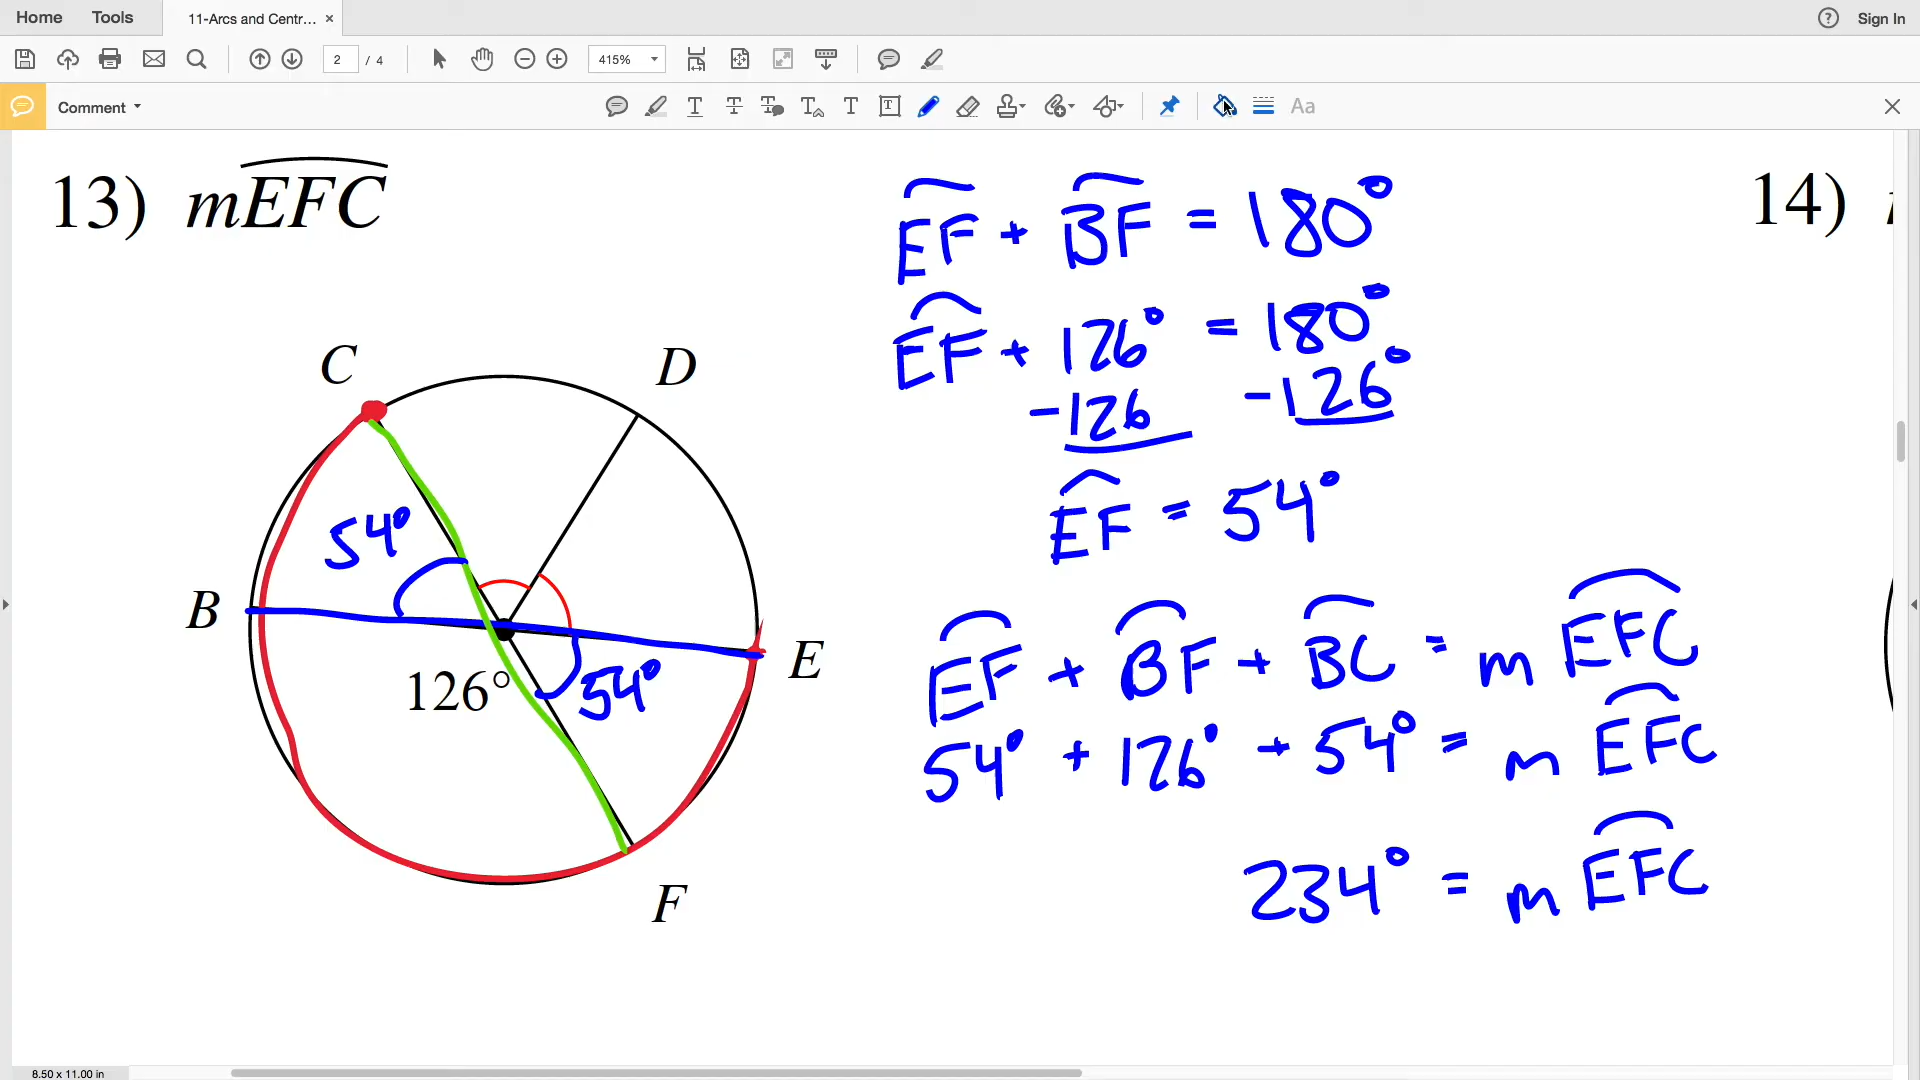 Home Tools 11-Arcs and Centr... × ? Sign In
2 / 4 415%
Comment T T T T T T Aa
13) mEFC
EF + BF = 180°
14)
EF + 126° = 180°
-126 -126°
EF = 54°
C D
54°
B
E
126° 54°
F
EF + BF + BC = m EFC
54° + 126° + 54° = m EFC
234° = m EFC
8.50 x 11.00 in